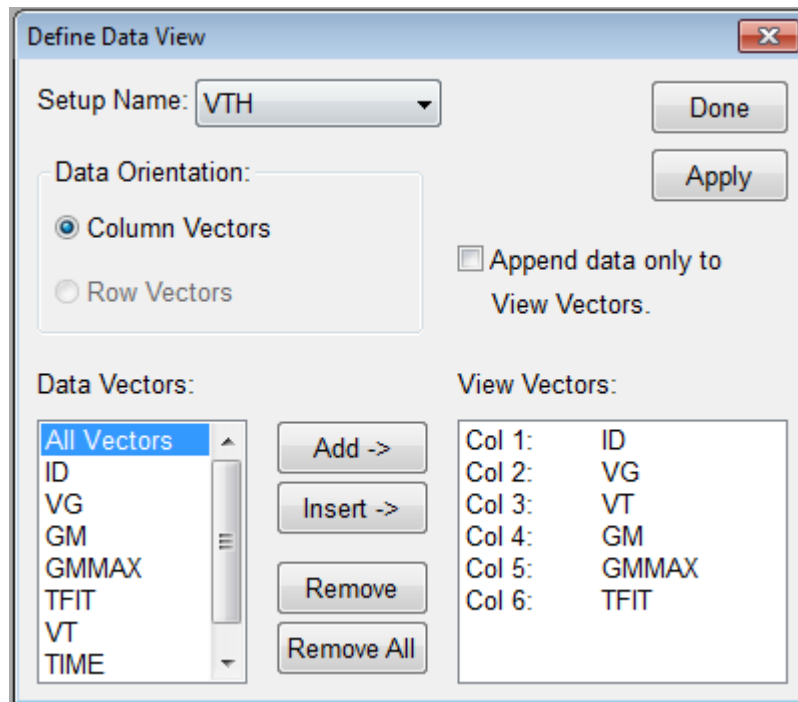 Define Data View
Setup Name: VTH
Done
Data Orientation:
Apply
Column Vectors
Row Vectors
Append data only to
View Vectors.
Data Vectors:
All Vectors
ID
VG
GM
GMMAX
TFIT
VT
TIME
Add ->
Insert ->
Remove
Remove All
View Vectors:
Col 1: ID
Col 2: VG
Col 3: VT
Col 4: GM
Col 5: GMMAX
Col 6: TFIT